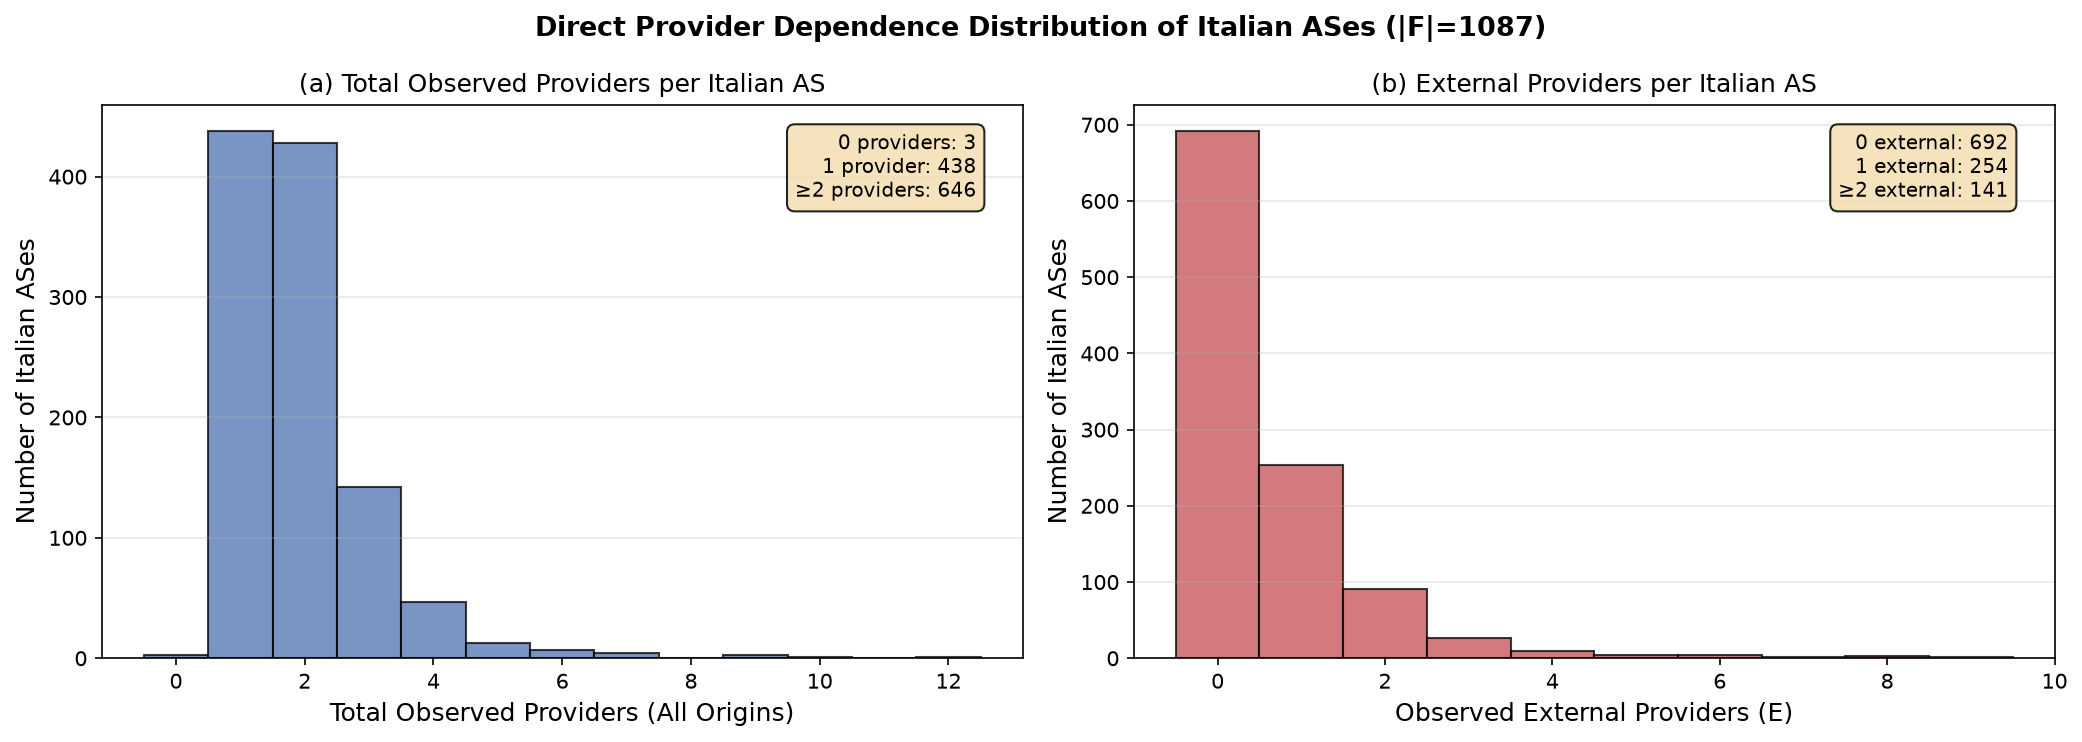 Direct Provider Dependence Distribution of Italian ASes (|F|=1087)
(a) Total Observed Providers per Italian AS
Number of Italian ASes
400
300
200
100
0
0 providers: 3
1 provider: 438
≥2 providers: 646
0 2 4 6 8 10 12
Total Observed Providers (All Origins)
(b) External Providers per Italian AS
Number of Italian ASes
700
600
500
400
300
200
100
0
0 external: 692
1 external: 254
≥2 external: 141
0 2 4 6 8 10
Observed External Providers (E)